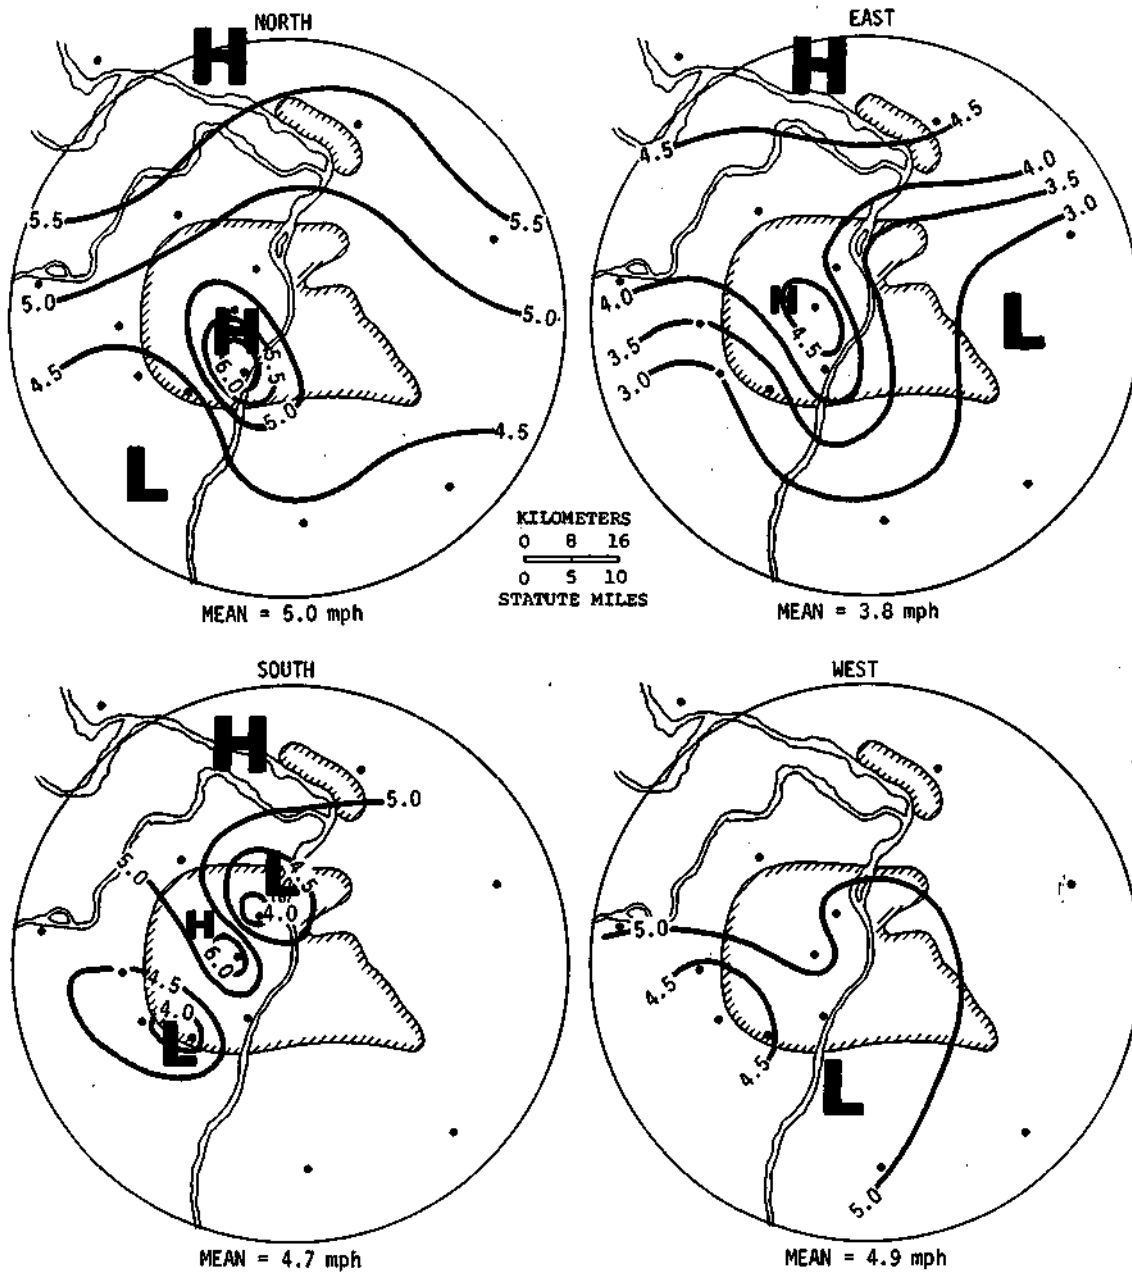 NORTH
H
5.5
5.5
5.0
5.0
H
5.5
6.0
5.0
4.5
4.5
L
MEAN = 5.0 mph
EAST
H
4.5
4.5
4.0
3.5
3.0
4.0
H
4.5
L
3.5
3.0
MEAN = 3.8 mph
KILOMETERS
0 8 16
0 5 10
STATUTE MILES
SOUTH
H
5.0
5.0
L
4.5
4.0
H
6.0
4.5
4.0
L
MEAN = 4.7 mph
WEST
5.0
4.5
4.5
L
5.0
MEAN = 4.9 mph